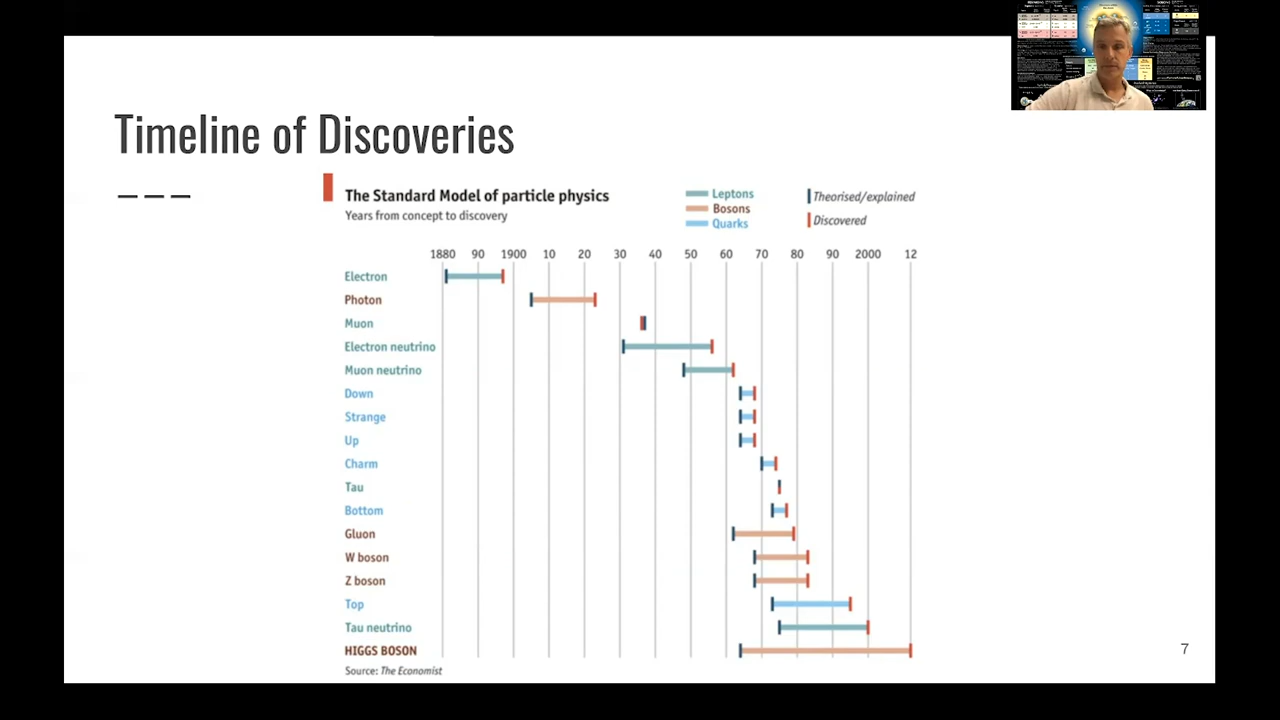 Timeline of Discoveries
The Standard Model of particle physics
Years from concept to discovery
Leptons
Bosons
Quarks
Theorised/explained
Discovered
1880 90 1900 10 20 30 40 50 60 70 80 90 2000 12
Electron
Photon
Muon
Electron neutrino
Muon neutrino
Down
Strange
Up
Charm
Tau
Bottom
Gluon
W boson
Z boson
Top
Tau neutrino
HIGGS BOSON
Source: The Economist
7